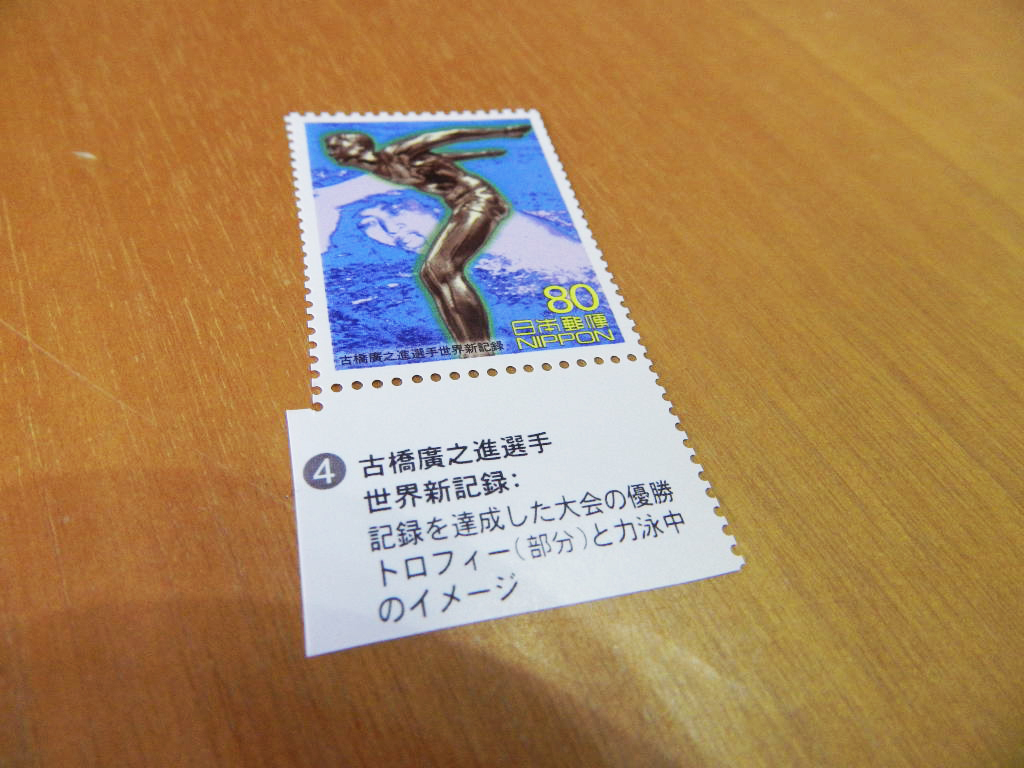 80
日本郵便
NIPPON
古橋廣之進選手世界新記録
4 古橋廣之進選手
世界新記録：
記録を達成した大会の優勝
トロフィー（部分）と力泳中
のイメージ